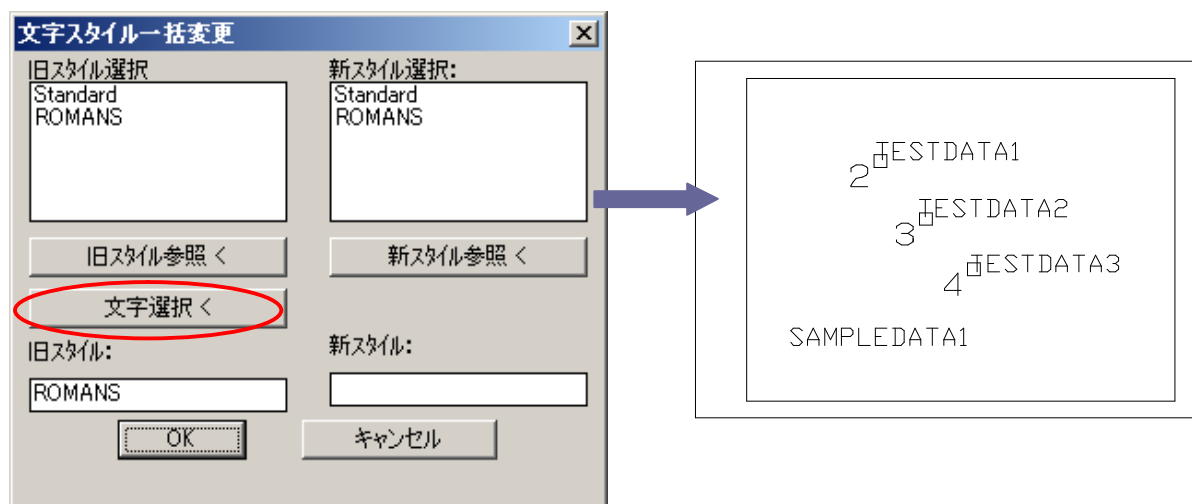 文字スタイル一括変更
旧ｽﾀｲﾙ選択
Standard
ROMANS
新ｽﾀｲﾙ選択:
Standard
ROMANS
旧ｽﾀｲﾙ参照 <
新ｽﾀｲﾙ参照 <
文字選択 <
旧ｽﾀｲﾙ:
ROMANS
新ｽﾀｲﾙ:
OK
キャンセル
TESTDATA1
2
TESTDATA2
3
TESTDATA3
4
SAMPLEDATA1